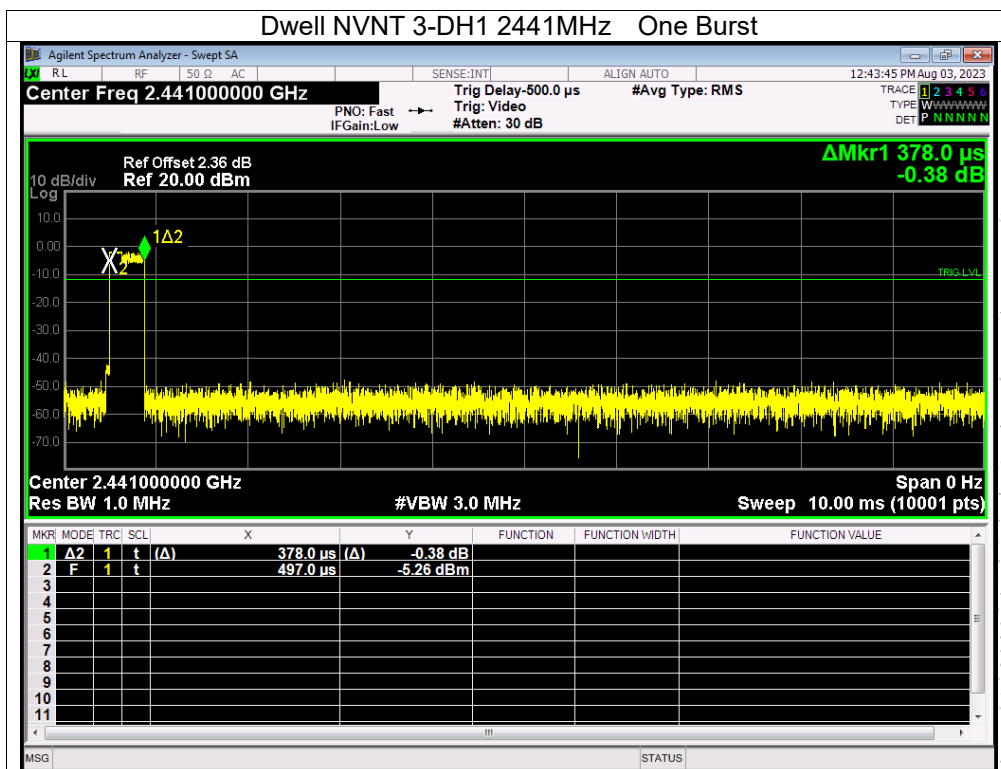 Dwell NVNT 3-DH1 2441MHz One Burst
Agilent Spectrum Analyzer - Swept SA
LXI RL RF 50 Ω AC SENSE:INT ALIGN AUTO 12:43:45 PM Aug 03, 2023
Center Freq 2.441000000 GHz
PNO: Fast
IFGain:Low
Trig Delay-500.0 µs
Trig: Video
#Atten: 30 dB
#Avg Type: RMS
TRACE 1 2 3 4 5 6
TYPE WWWWWW
DET P N N N N N
ΔMkr1 378.0 µs
-0.38 dB
Ref Offset 2.36 dB
10 dB/div Ref 20.00 dBm
Log
10.0
0.00
-10.0
-20.0
-30.0
-40.0
-50.0
-60.0
-70.0
1Δ2
X2
TRIG LVL
Center 2.441000000 GHz Span 0 Hz
Res BW 1.0 MHz #VBW 3.0 MHz Sweep 10.00 ms (10001 pts)
MKR MODE TRC SCL X Y FUNCTION FUNCTION WIDTH FUNCTION VALUE
1 Δ2 1 t (Δ) 378.0 µs (Δ) -0.38 dB
2 F 1 t 497.0 µs -5.26 dBm
3
4
5
6
7
8
9
10
11
MSG STATUS